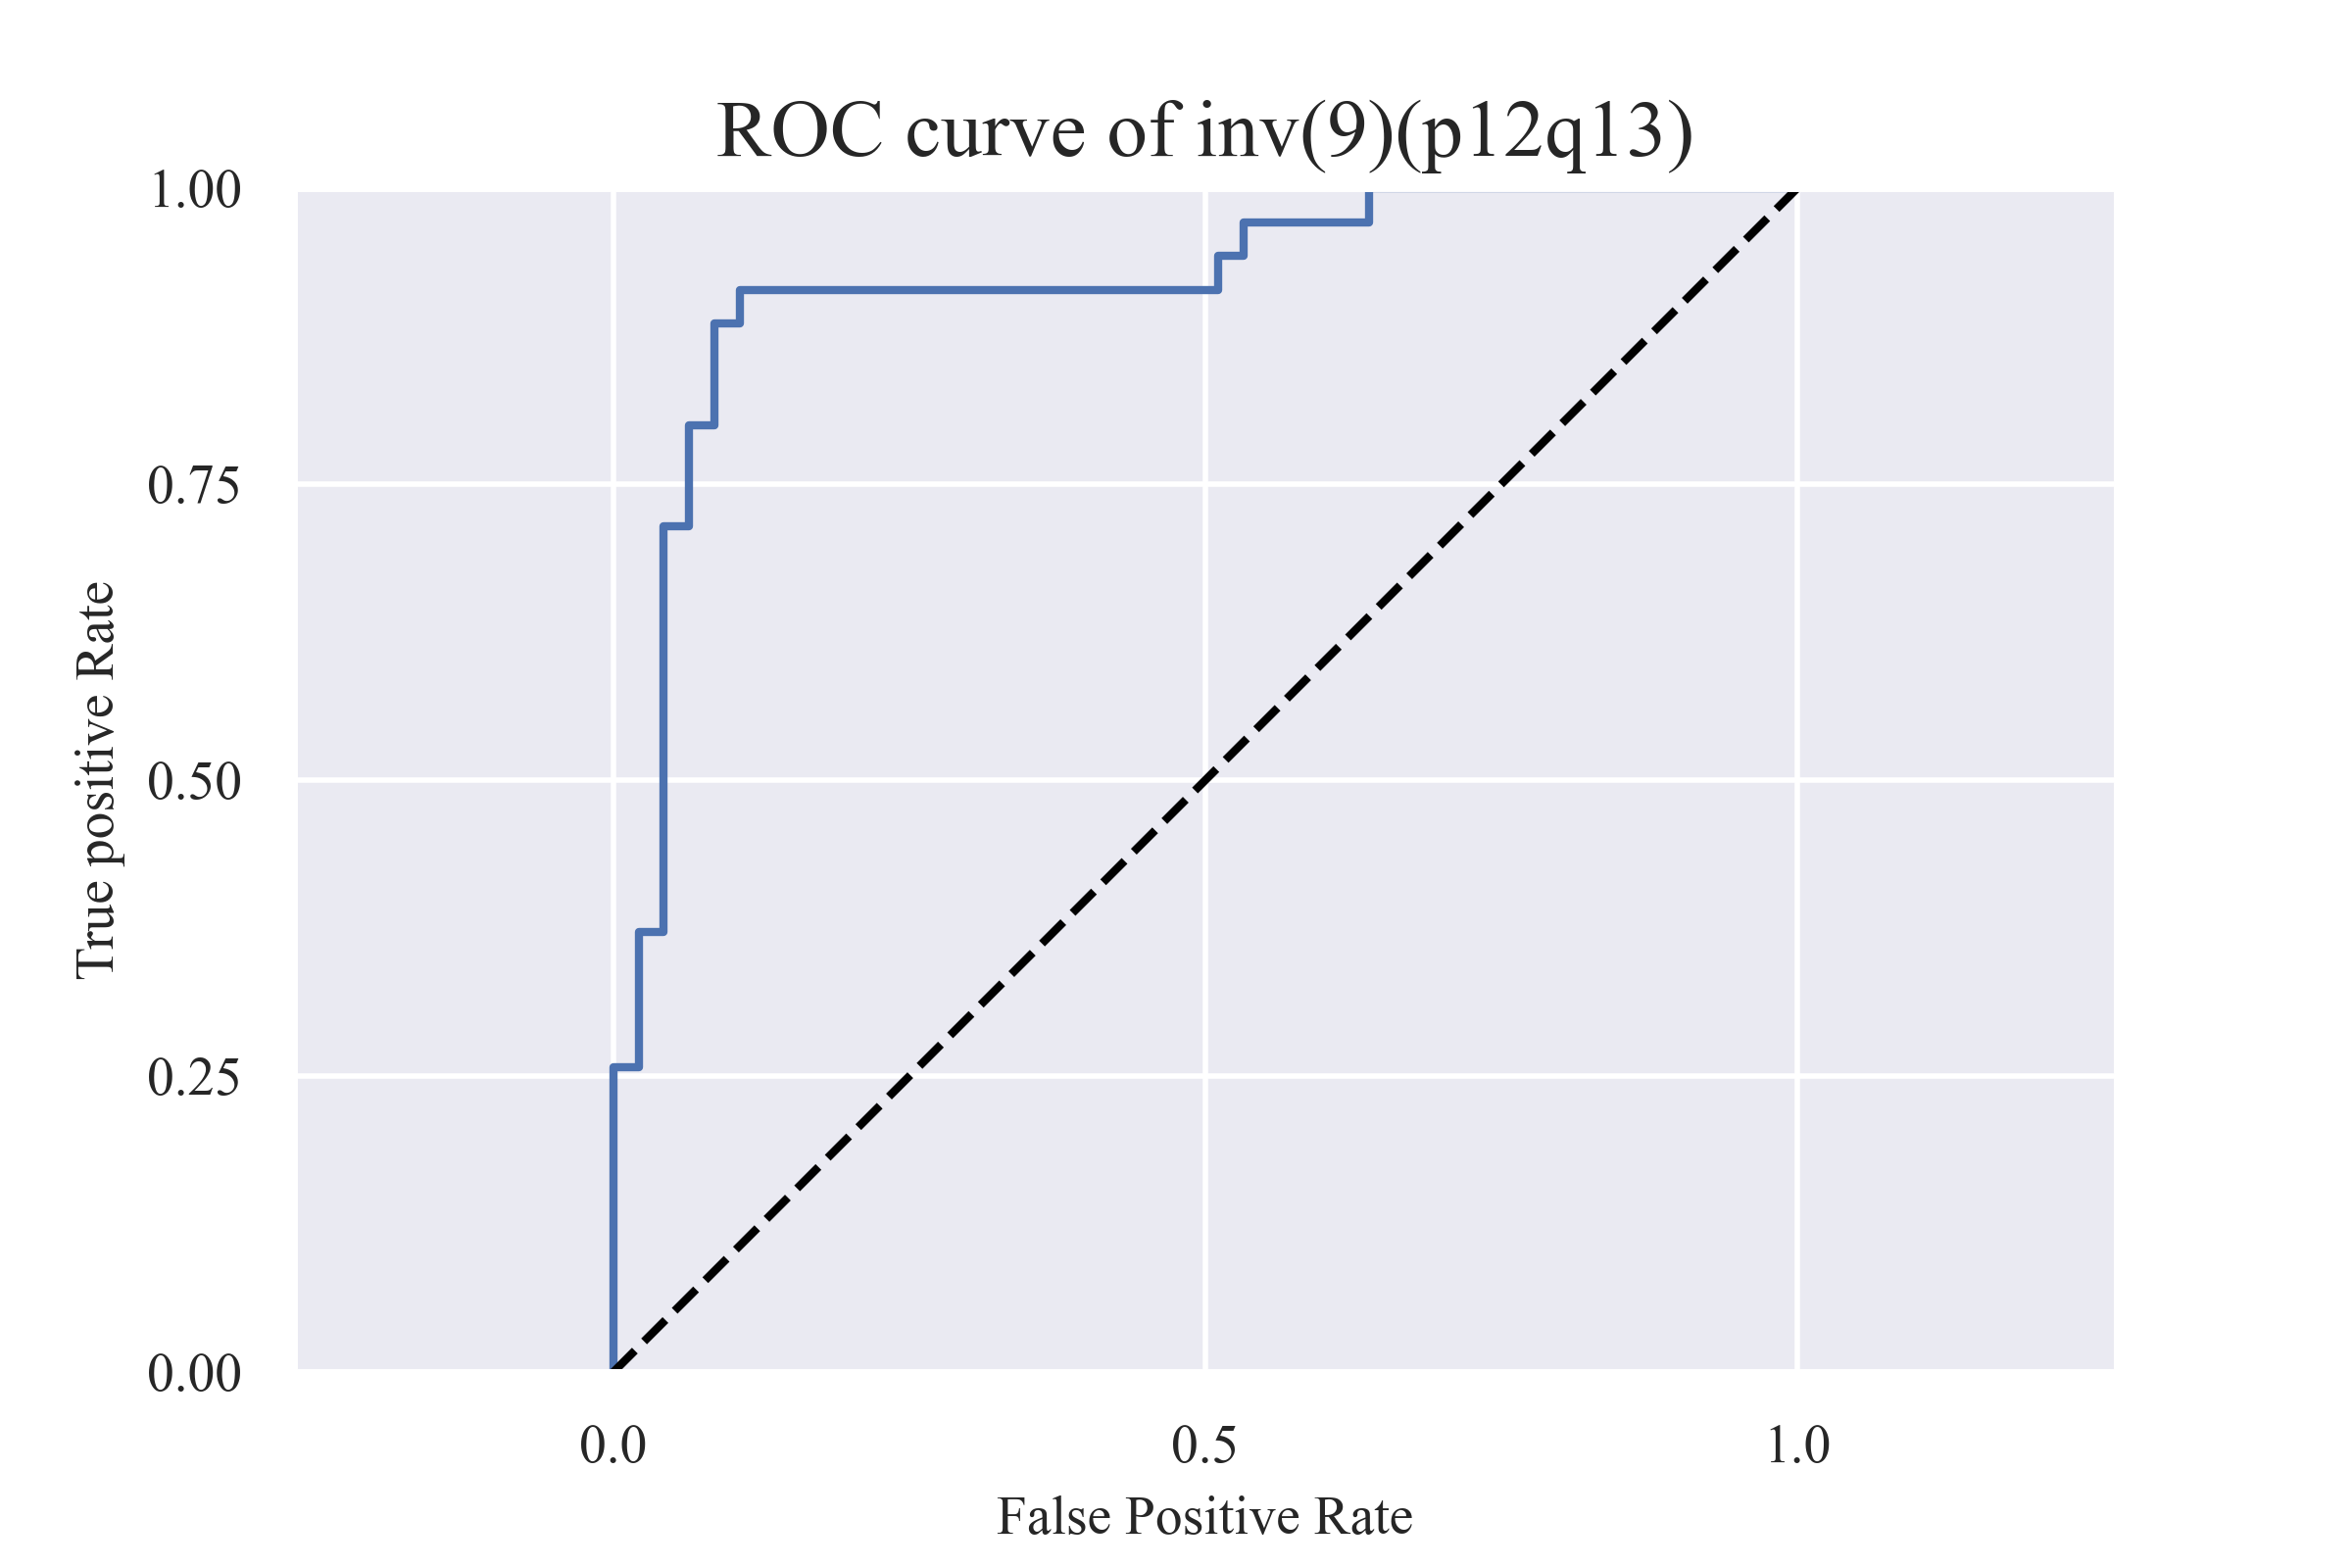 ROC curve of inv(9)(p12q13)
1.00
0.75
0.50
0.25
0.00
True positive Rate
0.0 0.5 1.0
False Positive Rate